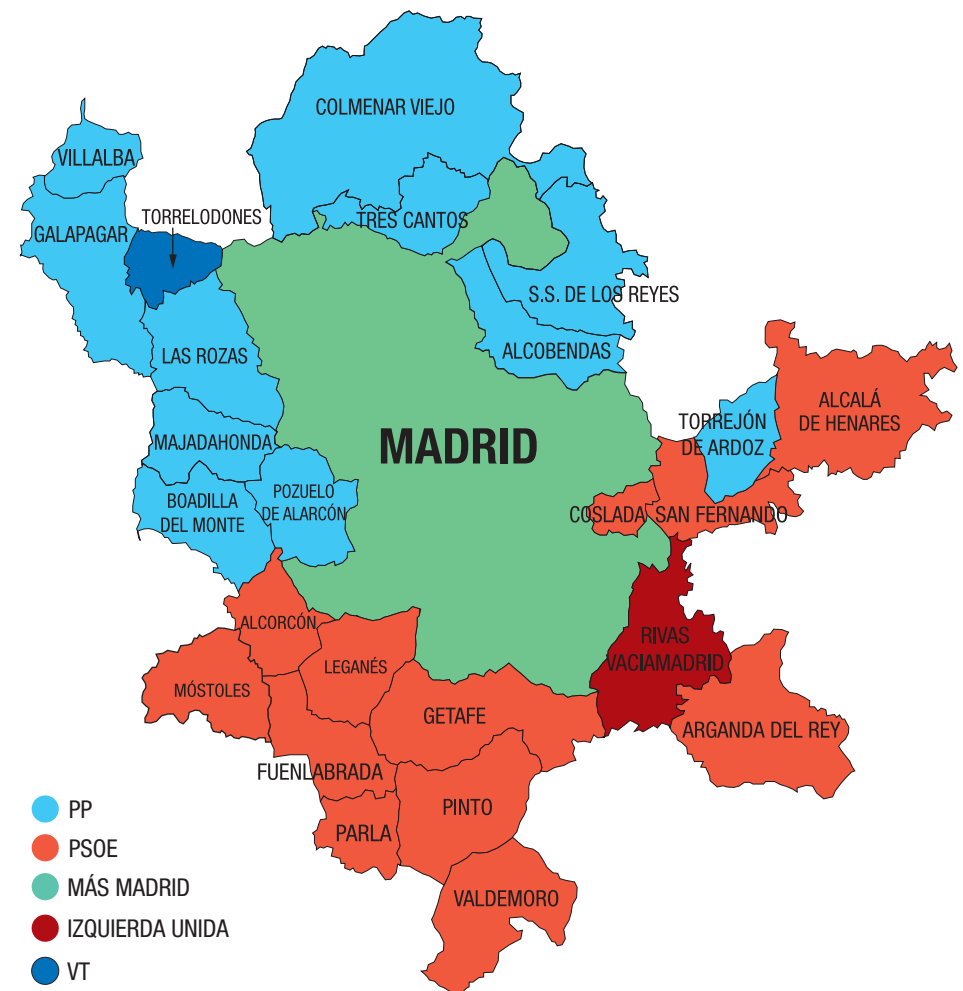 COLMENAR VIEJO
VILLALBA
TORRELODONES
GALAPAGAR
TRES CANTOS
S.S. DE LOS REYES
LAS ROZAS
ALCOBENDAS
MADRID
MAJADAHONDA
TORREJÓN
DE ARDOZ
ALCALÁ
DE HENARES
BOADILLA
DEL MONTE
POZUELO
DE ALARCÓN
COSLADA
SAN FERNANDO
ALCORCÓN
LEGANÉS
MÓSTOLES
RIVAS
VACIAMADRID
GETAFE
ARGANDA DEL REY
FUENLABRADA
PINTO
PARLA
VALDEMORO
PP
PSOE
MÁS MADRID
IZQUIERDA UNIDA
VT